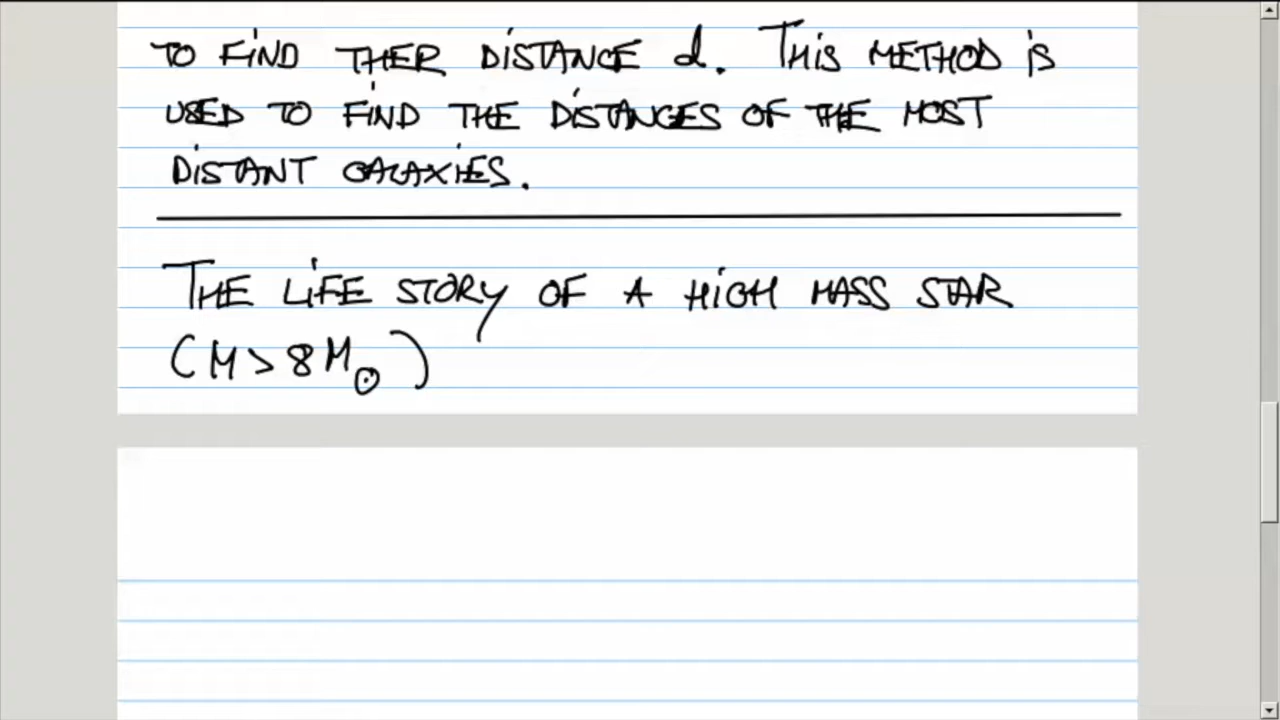 TO FIND THER DISTANCE d. THIS METHOD IS
USED TO FIND THE DISTANCES OF THE MOST
DISTANT GALAXIES.
THE LIFE STORY OF A HIGH MASS STAR
(M > 8M☉)